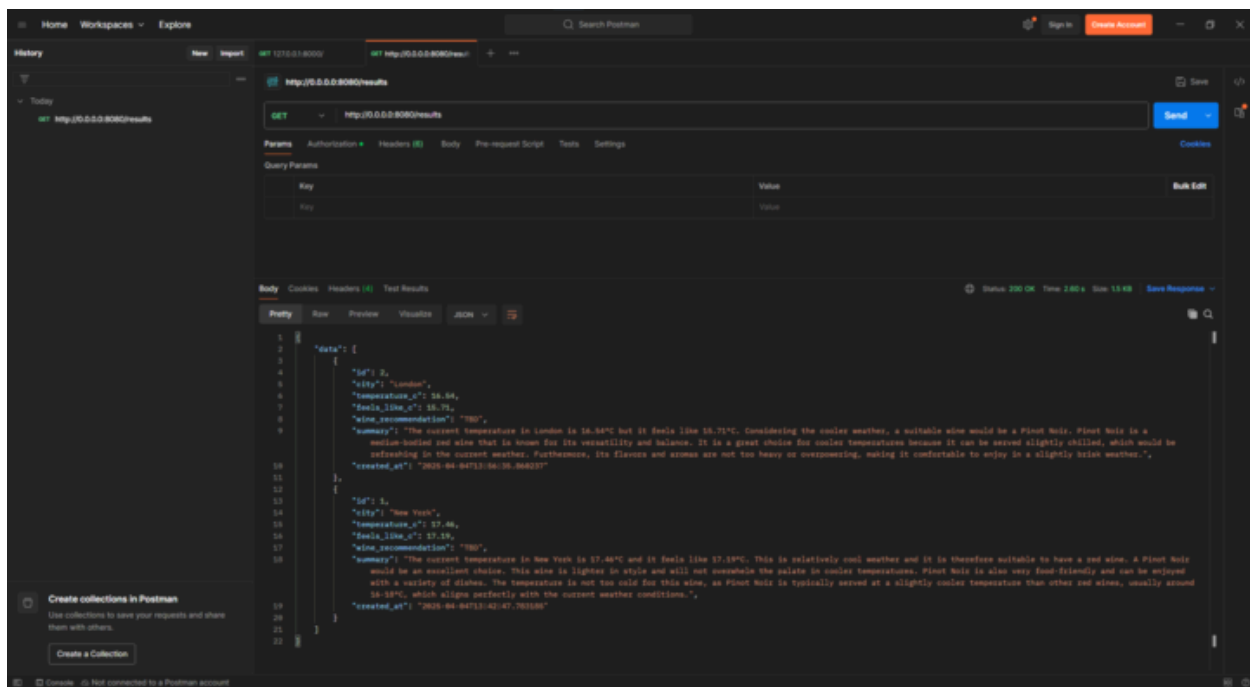 Home Workspaces Explore Search Postman Sign In Create Account
History New Import GET 127.0.0.1:8000/ GET http://0.0.0.0:8080/resul
http://0.0.0.0:8080/results Save
Today
GET http://0.0.0.0:8080/results
GET http://0.0.0.0:8080/results Send
Params Authorization Headers (6) Body Pre-request Script Tests Settings Cookies
Query Params
Key Value Bulk Edit
Key Value
Body Cookies Headers (4) Test Results Status: 200 OK Time: 2.60 s Size: 1.5 KB Save Response
Pretty Raw Preview Visualize JSON
1 {
2 "data": [
3 {
4 "id": 2,
5 "city": "London",
6 "temperature_c": 16.54,
7 "feels_like_c": 15.71,
8 "wine_recommendation": "TBD",
9 "summary": "The current temperature in London is 16.54°C but it feels like 15.71°C. Considering the cooler weather, a suitable wine would be a Pinot Noir. Pinot Noir is a
medium-bodied red wine that is known for its versatility and balance. It is a great choice for cooler temperatures because it can be served slightly chilled, which would be
refreshing in the current weather. Furthermore, its flavors and aromas are not too heavy or overpowering, making it comfortable to enjoy in a slightly brisk weather.",
10 "created_at": "2025-04-04T13:56:35.060237"
11 },
12 {
13 "id": 1,
14 "city": "New York",
15 "temperature_c": 17.46,
16 "feels_like_c": 17.19,
17 "wine_recommendation": "TBD",
18 "summary": "The current temperature in New York is 17.46°C and it feels like 17.19°C. This is relatively cool weather and it is therefore suitable to have a red wine. A Pinot Noir
would be an excellent choice. This wine is lighter in style and will not overwhelm the palate in cooler temperatures. Pinot Noir is also very food-friendly and can be enjoyed
with a variety of dishes. The temperature is not too cold for this wine, as Pinot Noir is typically served at a slightly cooler temperature than other red wines, usually around
16-18°C, which aligns perfectly with the current weather conditions.",
19 "created_at": "2025-04-04T13:42:47.703186"
20 }
21 ]
22 }
Create collections in Postman
Use collections to save your requests and share
them with others.
Create a Collection
Console Not connected to a Postman account